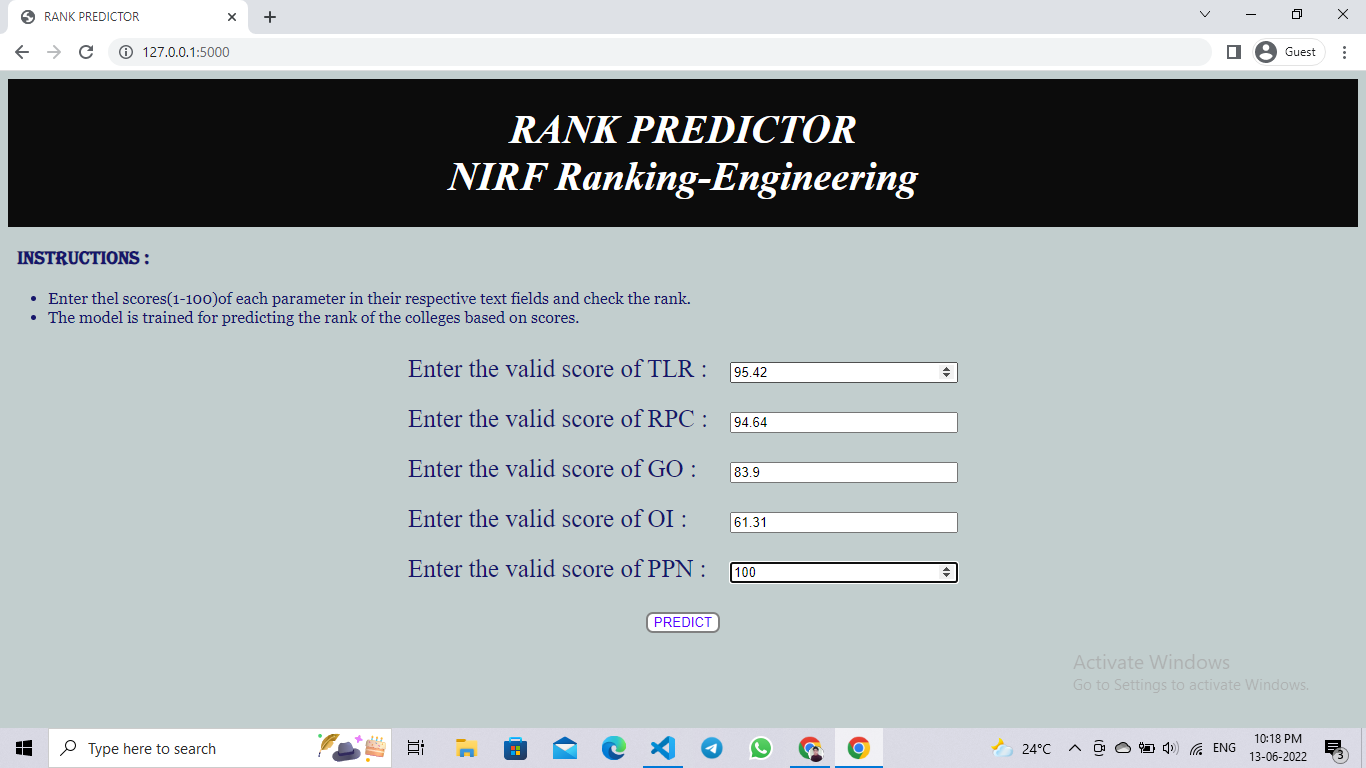 RANK PREDICTOR
127.0.0.1:5000
Guest
RANK PREDICTOR
NIRF Ranking-Engineering
INSTRUCTIONS :
• Enter thel scores(1-100)of each parameter in their respective text fields and check the rank.
• The model is trained for predicting the rank of the colleges based on scores.
Enter the valid score of TLR : 95.42
Enter the valid score of RPC : 94.64
Enter the valid score of GO : 83.9
Enter the valid score of OI : 61.31
Enter the valid score of PPN : 100
PREDICT
Activate Windows
Go to Settings to activate Windows.
Type here to search
24°C
ENG
10:18 PM
13-06-2022
3